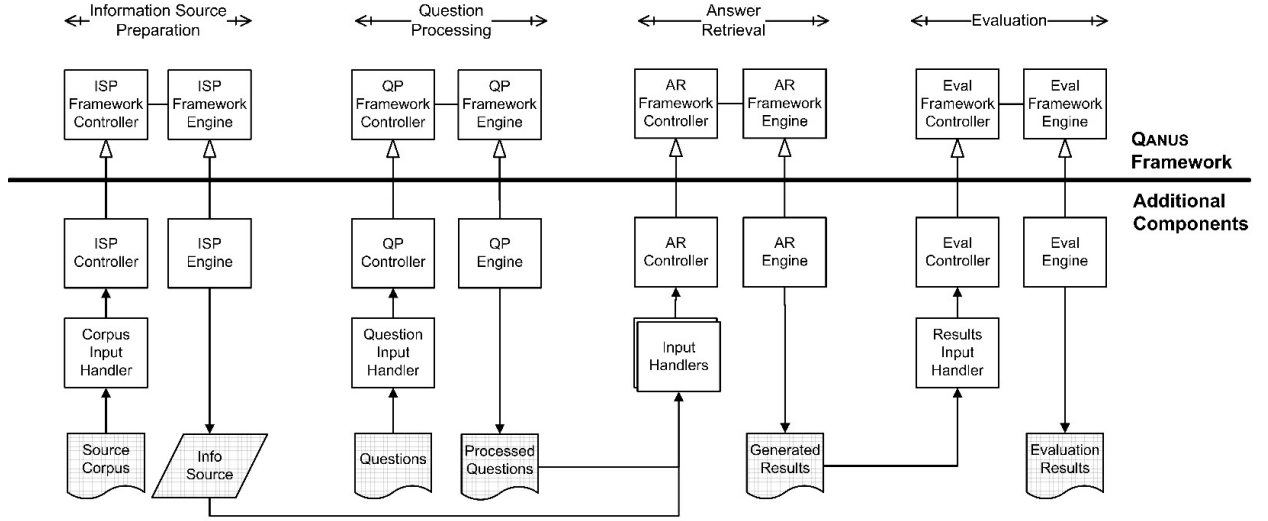 Information Source
Preparation
Question
Processing
Answer
Retrieval
Evaluation
ISP
Framework
Controller
ISP
Framework
Engine
QP
Framework
Controller
QP
Framework
Engine
AR
Framework
Controller
AR
Framework
Engine
Eval
Framework
Controller
Eval
Framework
Engine
QANUS
Framework
Additional
Components
ISP
Controller
ISP
Engine
QP
Controller
QP
Engine
AR
Controller
AR
Engine
Eval
Controller
Eval
Engine
Corpus
Input
Handler
Question
Input
Handler
Input
Handlers
Results
Input
Handler
Source
Corpus
Info
Source
Questions
Processed
Questions
Generated
Results
Evaluation
Results